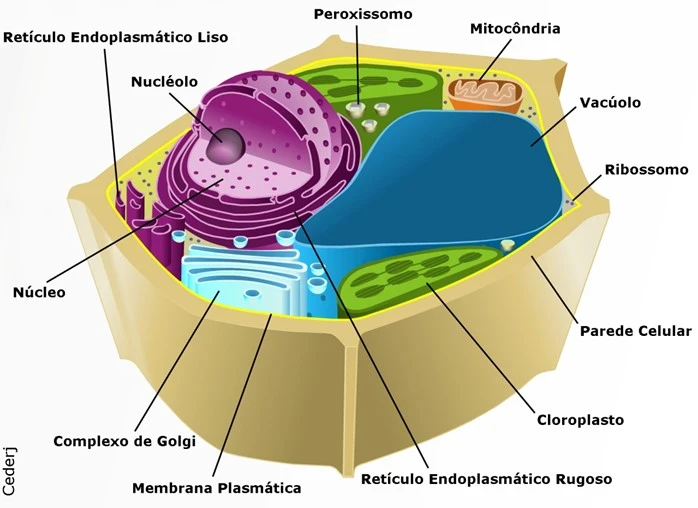 Peroxissomo
Mitocôndria
Retículo Endoplasmático Liso
Nucléolo
Vacúolo
Ribossomo
Núcleo
Parede Celular
Cloroplasto
Complexo de Golgi
Retículo Endoplasmático Rugoso
Membrana Plasmática
Cederj